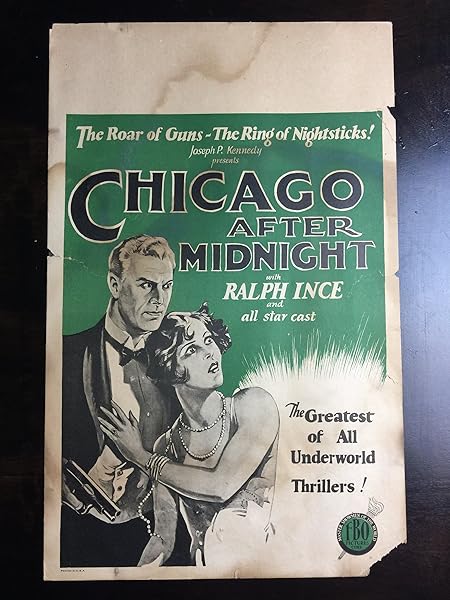 The Roar of Guns - The Ring of Nightsticks!
Joseph P. Kennedy
presents
CHICAGO
AFTER
MIDNIGHT
with
RALPH INCE
and
all star cast
The Greatest
of All
Underworld
Thrillers!
FBO
PICTURES